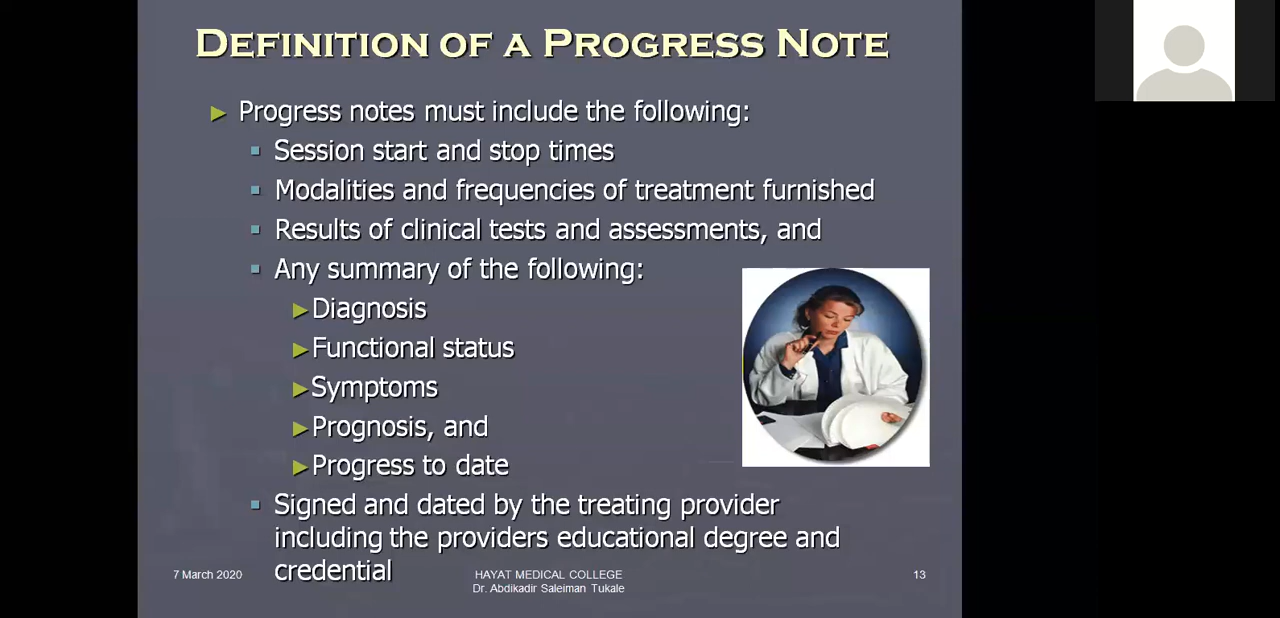 DEFINITION OF A PROGRESS NOTE
► Progress notes must include the following:
▪ Session start and stop times
▪ Modalities and frequencies of treatment furnished
▪ Results of clinical tests and assessments, and
▪ Any summary of the following:
►Diagnosis
►Functional status
►Symptoms
►Prognosis, and
►Progress to date
▪ Signed and dated by the treating provider
including the providers educational degree and
credential
7 March 2020
HAYAT MEDICAL COLLEGE
Dr. Abdikadir Saleiman Tukale
13